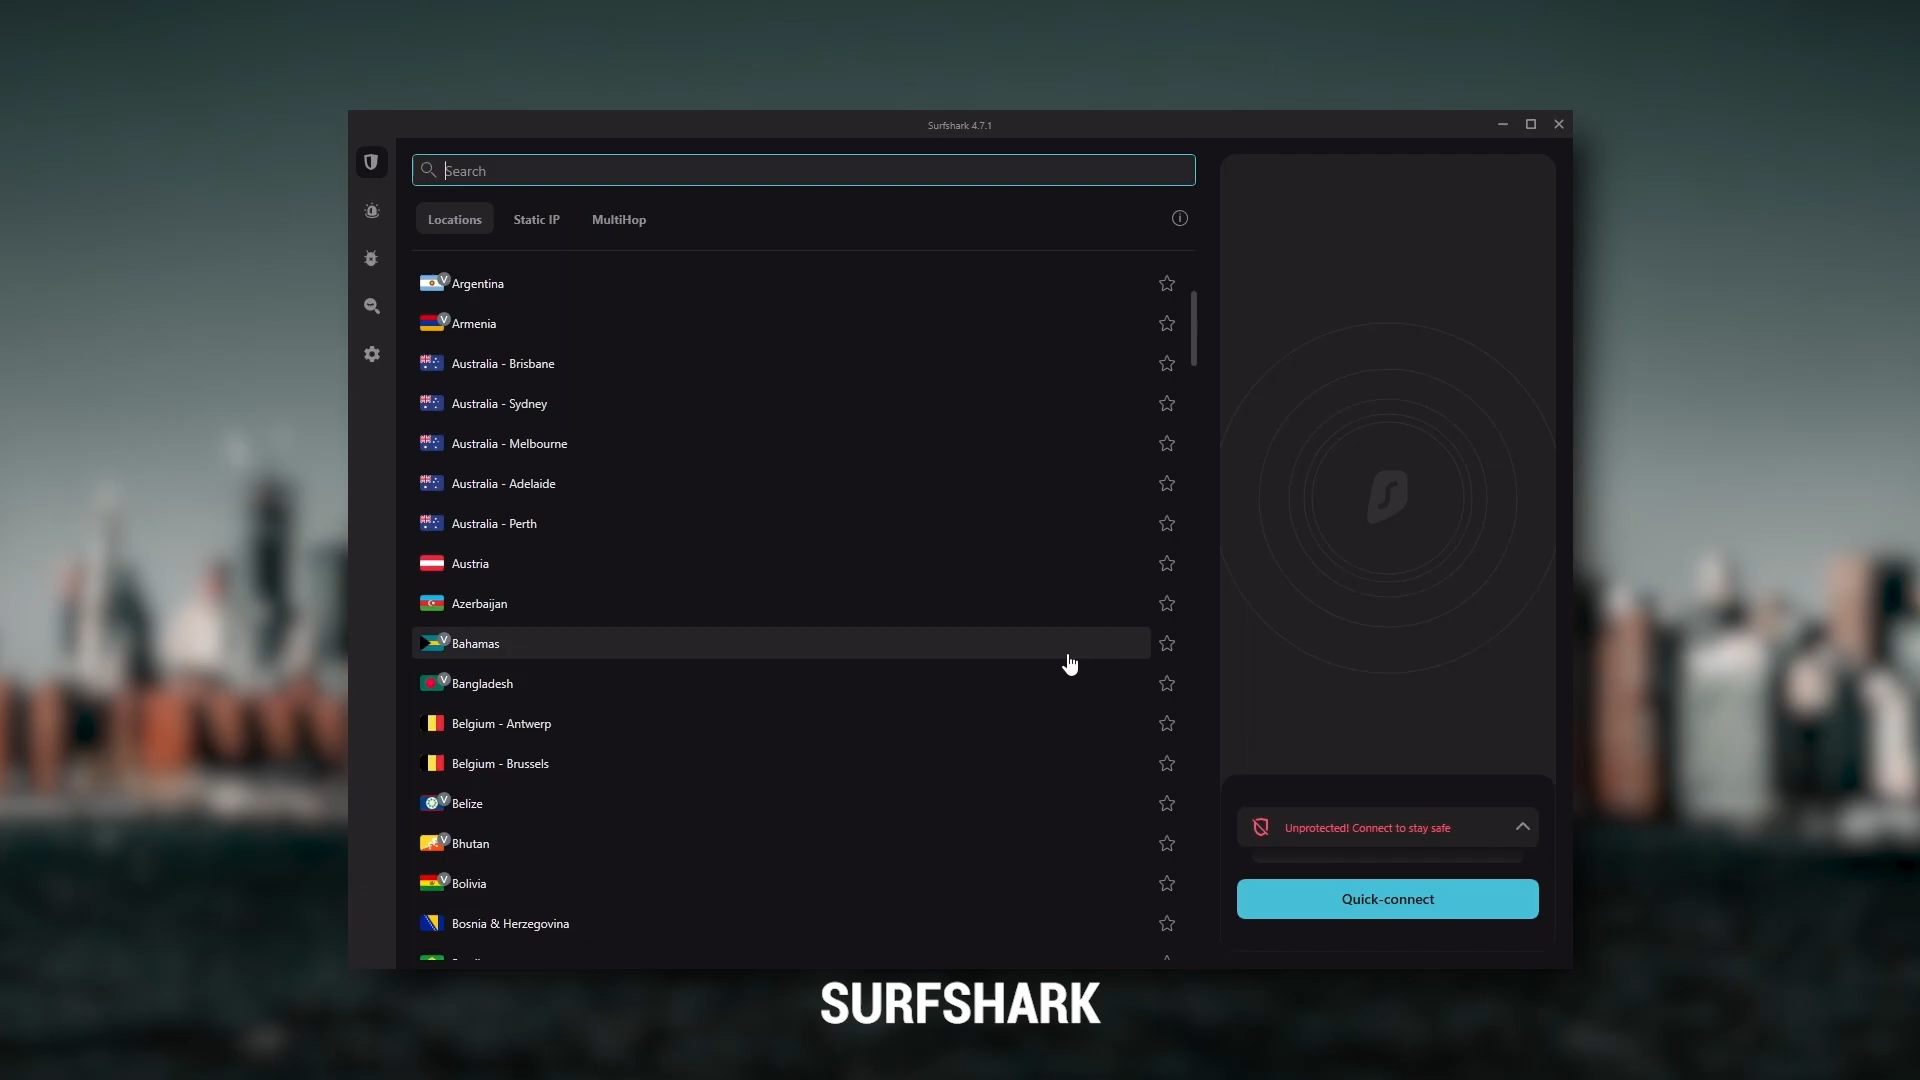 Surfshark 4.7.1
Search
Locations
Static IP
MultiHop
V Argentina
V Armenia
Australia - Brisbane
Australia - Sydney
Australia - Melbourne
Australia - Adelaide
Australia - Perth
Austria
Azerbaijan
V Bahamas
V Bangladesh
Belgium - Antwerp
Belgium - Brussels
V Belize
V Bhutan
V Bolivia
Bosnia & Herzegovina
Unprotected! Connect to stay safe
Quick-connect
SURFSHARK